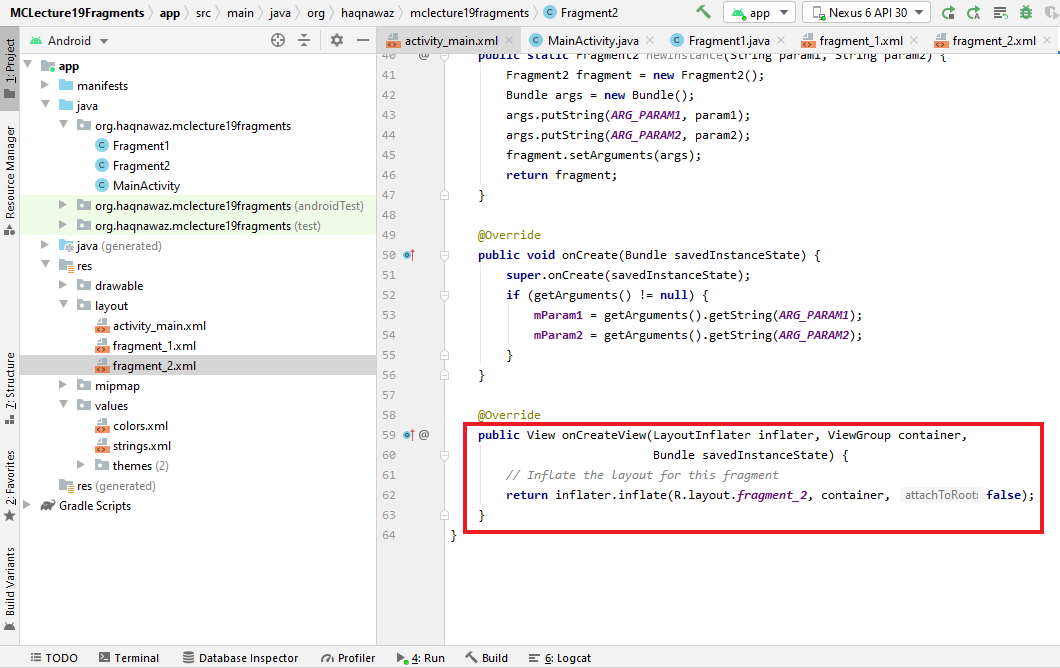 MCLecture19Fragments app src main java org haqnawaz mclecture19fragments C Fragment2 app Nexus 6 API 30
Android
activity_main.xml MainActivity.java Fragment1.java fragment_1.xml fragment_2.xml
1: Project
Resource Manager
7: Structure
2: Favorites
Build Variants
app
manifests
java
org.haqnawaz.mclecture19fragments
C Fragment1
C Fragment2
C MainActivity
org.haqnawaz.mclecture19fragments (androidTest)
org.haqnawaz.mclecture19fragments (test)
java (generated)
res
drawable
layout
activity_main.xml
fragment_1.xml
fragment_2.xml
mipmap
values
colors.xml
strings.xml
themes (2)
res (generated)
Gradle Scripts
40 @ public static Fragment2 newInstance(String param1, String param2) {
41 Fragment2 fragment = new Fragment2();
42 Bundle args = new Bundle();
43 args.putString(ARG_PARAM1, param1);
44 args.putString(ARG_PARAM2, param2);
45 fragment.setArguments(args);
46 return fragment;
47 }
48
49 @Override
50 public void onCreate(Bundle savedInstanceState) {
51 super.onCreate(savedInstanceState);
52 if (getArguments() != null) {
53 mParam1 = getArguments().getString(ARG_PARAM1);
54 mParam2 = getArguments().getString(ARG_PARAM2);
55 }
56 }
57
58 @Override
59 @ public View onCreateView(LayoutInflater inflater, ViewGroup container,
60 Bundle savedInstanceState) {
61 // Inflate the layout for this fragment
62 return inflater.inflate(R.layout.fragment_2, container, attachToRoot: false);
63 }
64 }
TODO Terminal Database Inspector Profiler 4: Run Build 6: Logcat